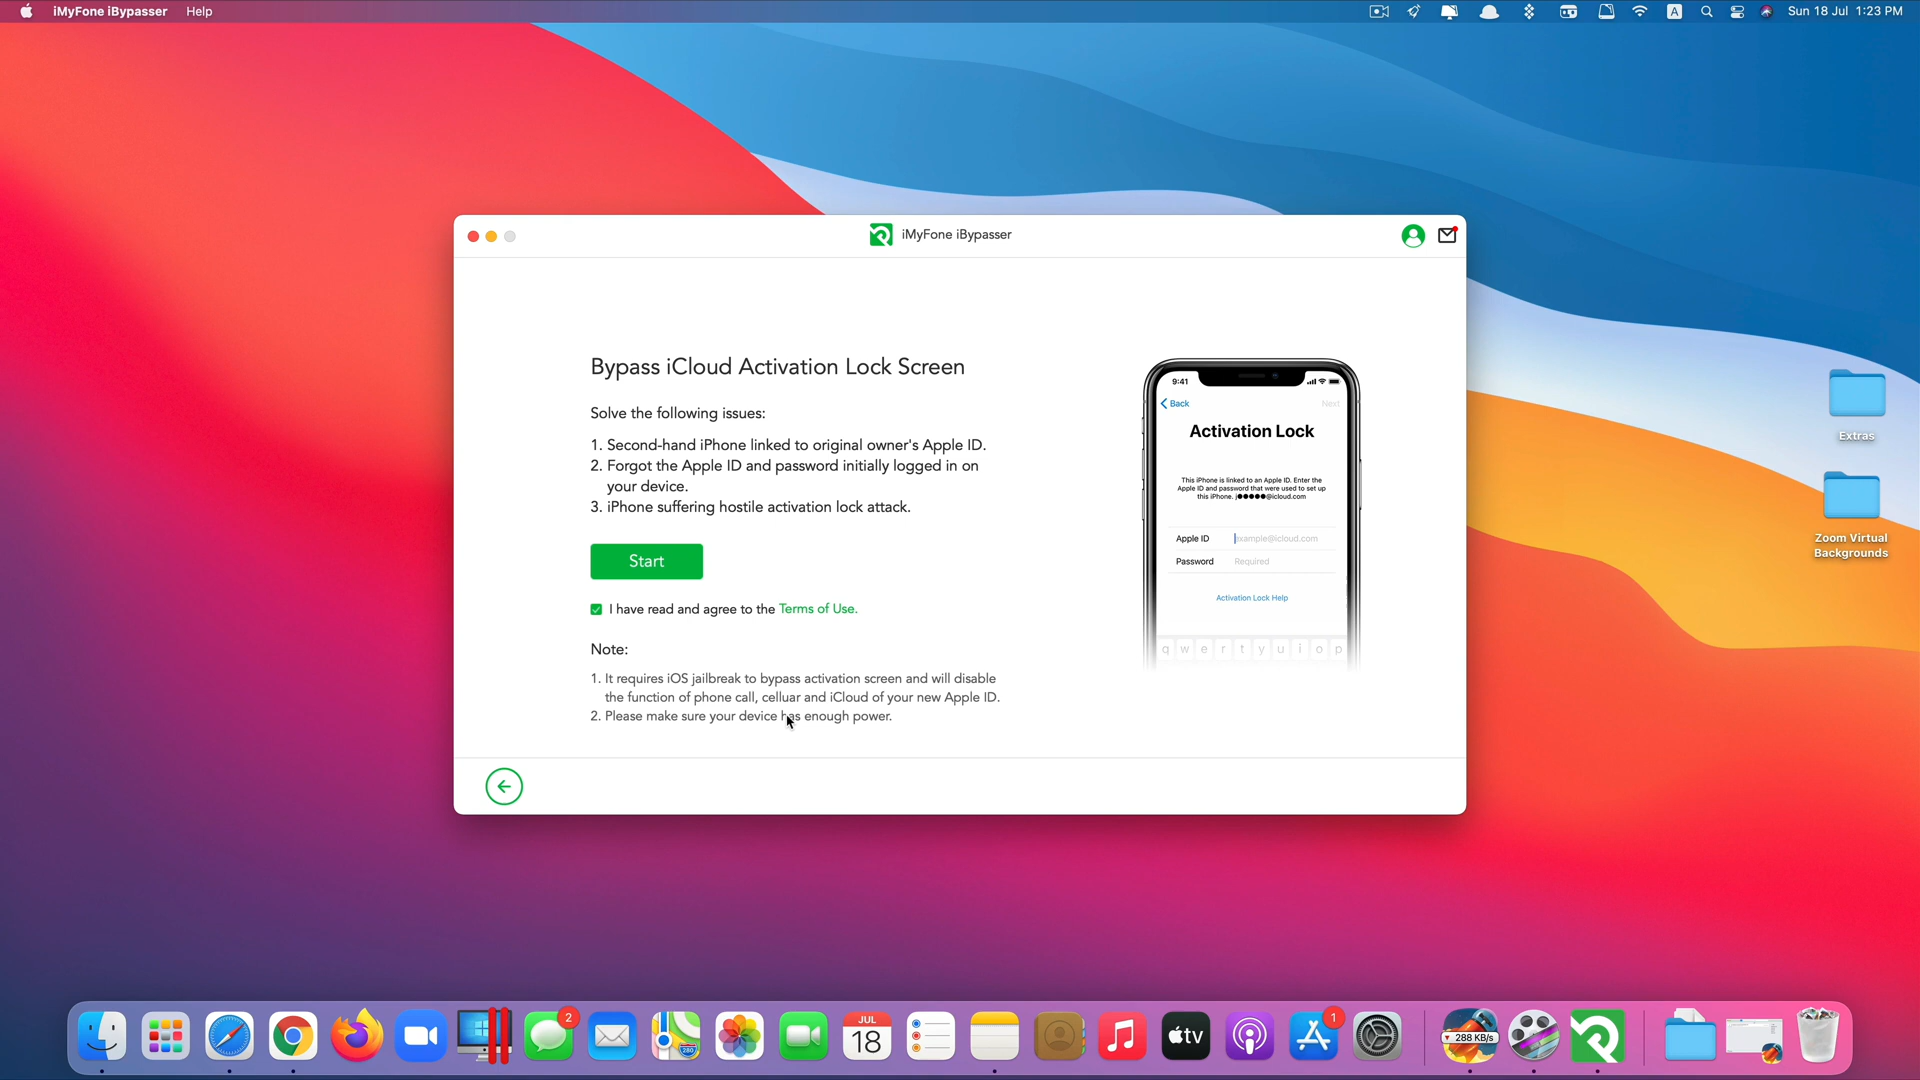 iMyFone iBypasser Help
A
Sun 18 Jul 1:23 PM
iMyFone iBypasser
Bypass iCloud Activation Lock Screen
Solve the following issues:
1. Second-hand iPhone linked to original owner's Apple ID.
2. Forgot the Apple ID and password initially logged in on
your device.
3. iPhone suffering hostile activation lock attack.
Start
I have read and agree to the Terms of Use.
Note:
1. It requires iOS jailbreak to bypass activation screen and will disable
the function of phone call, celluar and iCloud of your new Apple ID.
2. Please make sure your device has enough power.
9:41
Back Next
Activation Lock
This iPhone is linked to an Apple ID. Enter the
Apple ID and password that were used to set up
this iPhone. j●●●●●@icloud.com
Apple ID example@icloud.com
Password Required
Activation Lock Help
q w e r t y u i o p
Extras
Zoom Virtual
Backgrounds
2
JUL
18
280
tv
1
288 KB/s